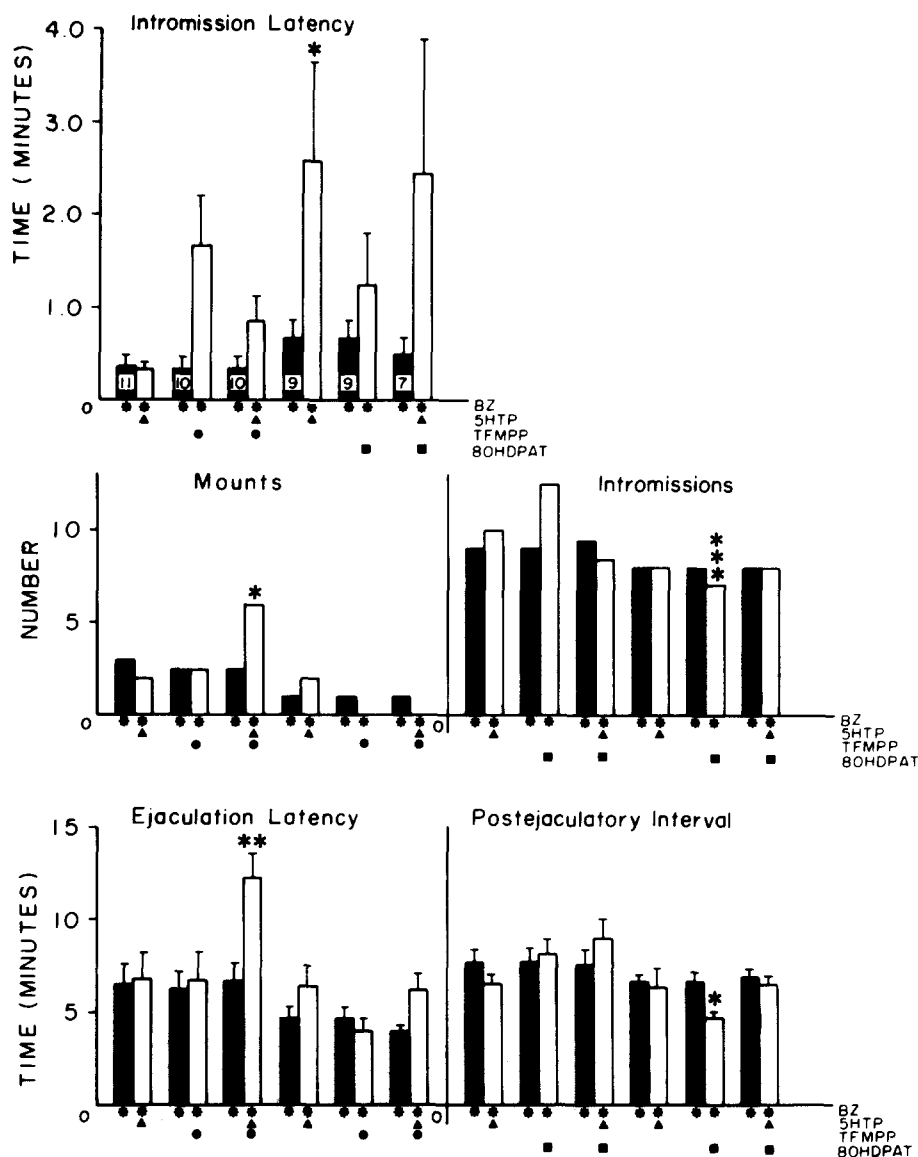 Intromission Latency
4.0
3.0
2.0
1.0
0
TIME (MINUTES)
*
11
10
10
9
9
7
BZ
5HTP
TFMPP
8OHDPAT
Mounts
Intromissions
NUMBER
10
5
0
0
*
***
BZ
5HTP
TFMPP
8OHDPAT
Ejaculation Latency
Postejaculatory Interval
TIME (MINUTES)
15
10
5
0
0
**
*
BZ
5HTP
TFMPP
8OHDPAT